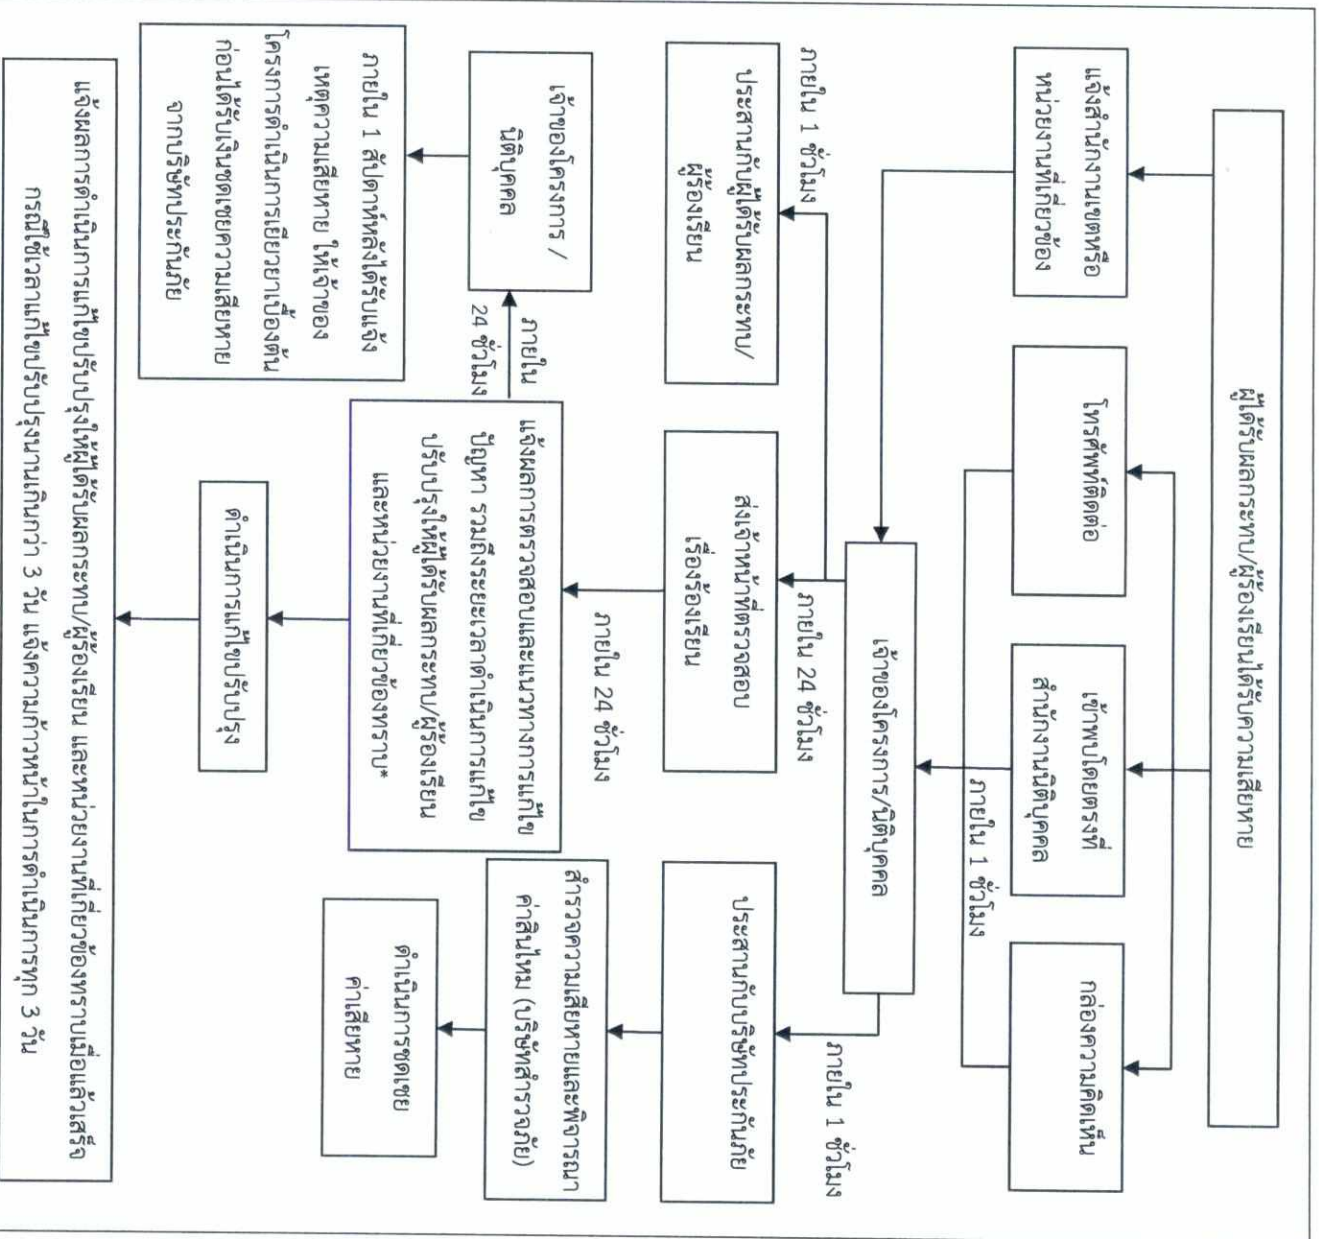 ผู้ได้รับผลกระทบ/ผู้ร้องเรียนได้รับความเสียหาย
แจ้งสำนักงานเขตหรือ
หน่วยงานที่เกี่ยวข้อง
โทรศัพท์ติดต่อ
เข้าพบโดยตรงที่
สำนักงานนิติบุคคล
กล่องความคิดเห็น
ภายใน 1 ชั่วโมง
เจ้าของโครงการ/นิติบุคคล
ภายใน 1 ชั่วโมง
ภายใน 24 ชั่วโมง
ภายใน 1 ชั่วโมง
ประสานกับผู้ได้รับผลกระทบ/
ผู้ร้องเรียน
ส่งเจ้าหน้าที่ตรวจสอบ
เรื่องร้องเรียน
ประสานกับบริษัทประกันภัย
ภายใน 24 ชั่วโมง
เจ้าของโครงการ /
นิติบุคคล
ภายใน
24 ชั่วโมง
แจ้งผลการตรวจสอบและแนวทางการแก้ไข
ปัญหา รวมถึงระยะเวลาดำเนินการแก้ไข
ปรับปรุงให้ผู้ได้รับผลกระทบ/ผู้ร้องเรียน
และหน่วยงานที่เกี่ยวข้องทราบ*
สำรวจความเสียหายและพิจารณา
ค่าสินไหม (บริษัทสำรวจภัย)
ภายใน 1 สัปดาห์หลังได้รับแจ้ง
เหตุความเสียหาย ให้เจ้าของ
โครงการดำเนินการเยียวยาเบื้องต้น
ก่อนได้รับเงินชดเชยความเสียหาย
จากบริษัทประกันภัย
ดำเนินการแก้ไขปรับปรุง
ดำเนินการชดเชย
ค่าเสียหาย
แจ้งผลการดำเนินการแก้ไขปรับปรุงให้ผู้ได้รับผลกระทบ/ผู้ร้องเรียน และหน่วยงานที่เกี่ยวข้องทราบเมื่อแล้วเสร็จ
กรณีใช้เวลาแก้ไขปรับปรุงนานเกินกว่า 3 วัน แจ้งความก้าวหน้าในการดำเนินการทุก 3 วัน